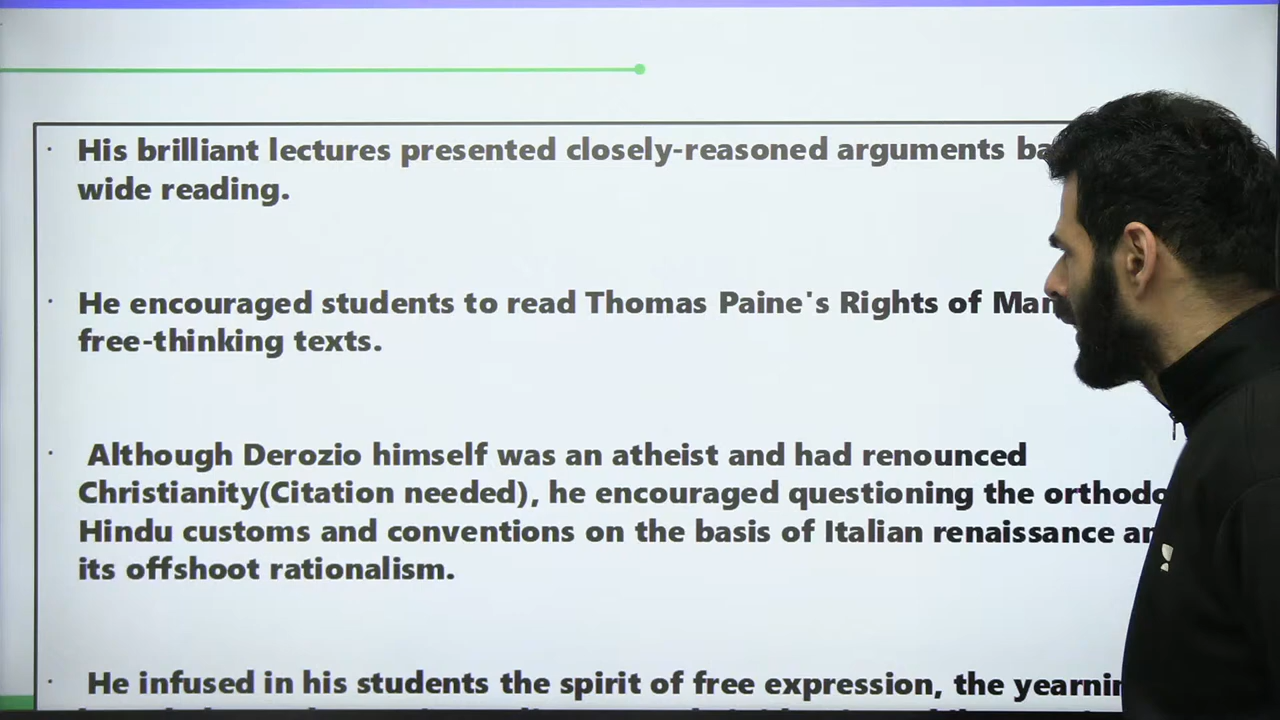 · His brilliant lectures presented closely-reasoned arguments
wide reading.
· He encouraged students to read Thomas Paine's Rights of Man
free-thinking texts.
· Although Derozio himself was an atheist and had renounced
Christianity(Citation needed), he encouraged questioning the
Hindu customs and conventions on the basis of Italian renaissance
its offshoot rationalism.
· He infused in his students the spirit of free expression, the